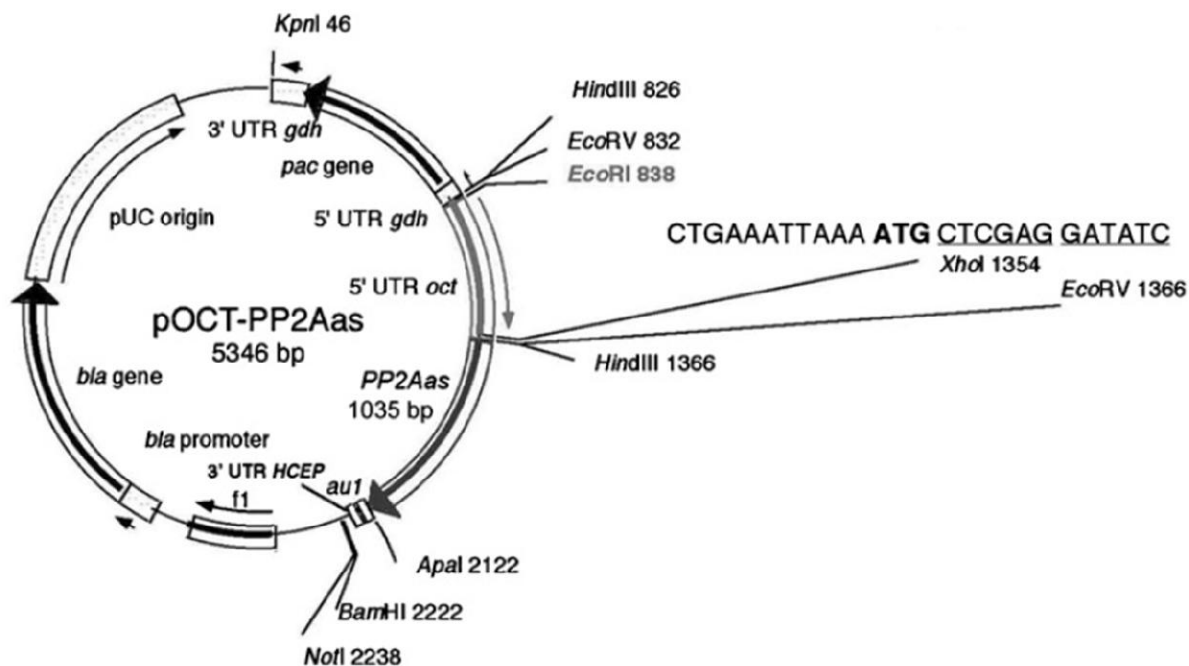 KpnI 46
HindIII 826
EcoRV 832
EcoRI 838
3' UTR gdh
pac gene
pUC origin
5' UTR gdh
CTGAAATTAAA ATG CTCGAG GATATC
XhoI 1354
EcoRV 1366
5' UTR oct
pOCT-PP2Aas
5346 bp
HindIII 1366
bla gene
PP2Aas
1035 bp
bla promoter
3' UTR HCEP
au1
f1
ApaI 2122
BamHI 2222
NotI 2238